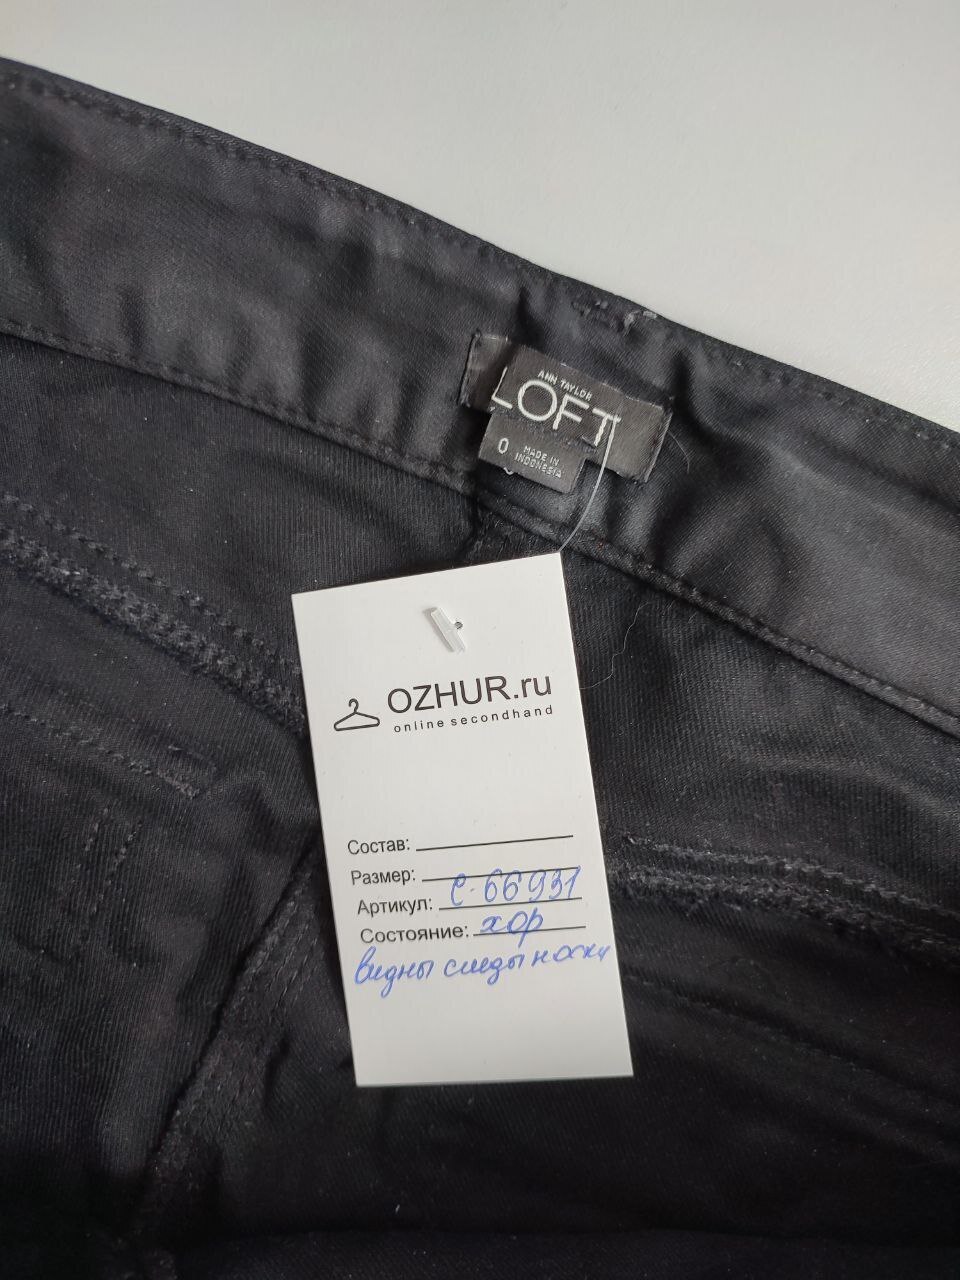 ANN TAYLOR
LOFT
0
MADE IN
INDONESIA
OZHUR.ru
online secondhand
Состав:
Размер:
Артикул: С-66931
Состояние: хор
видны следы носки